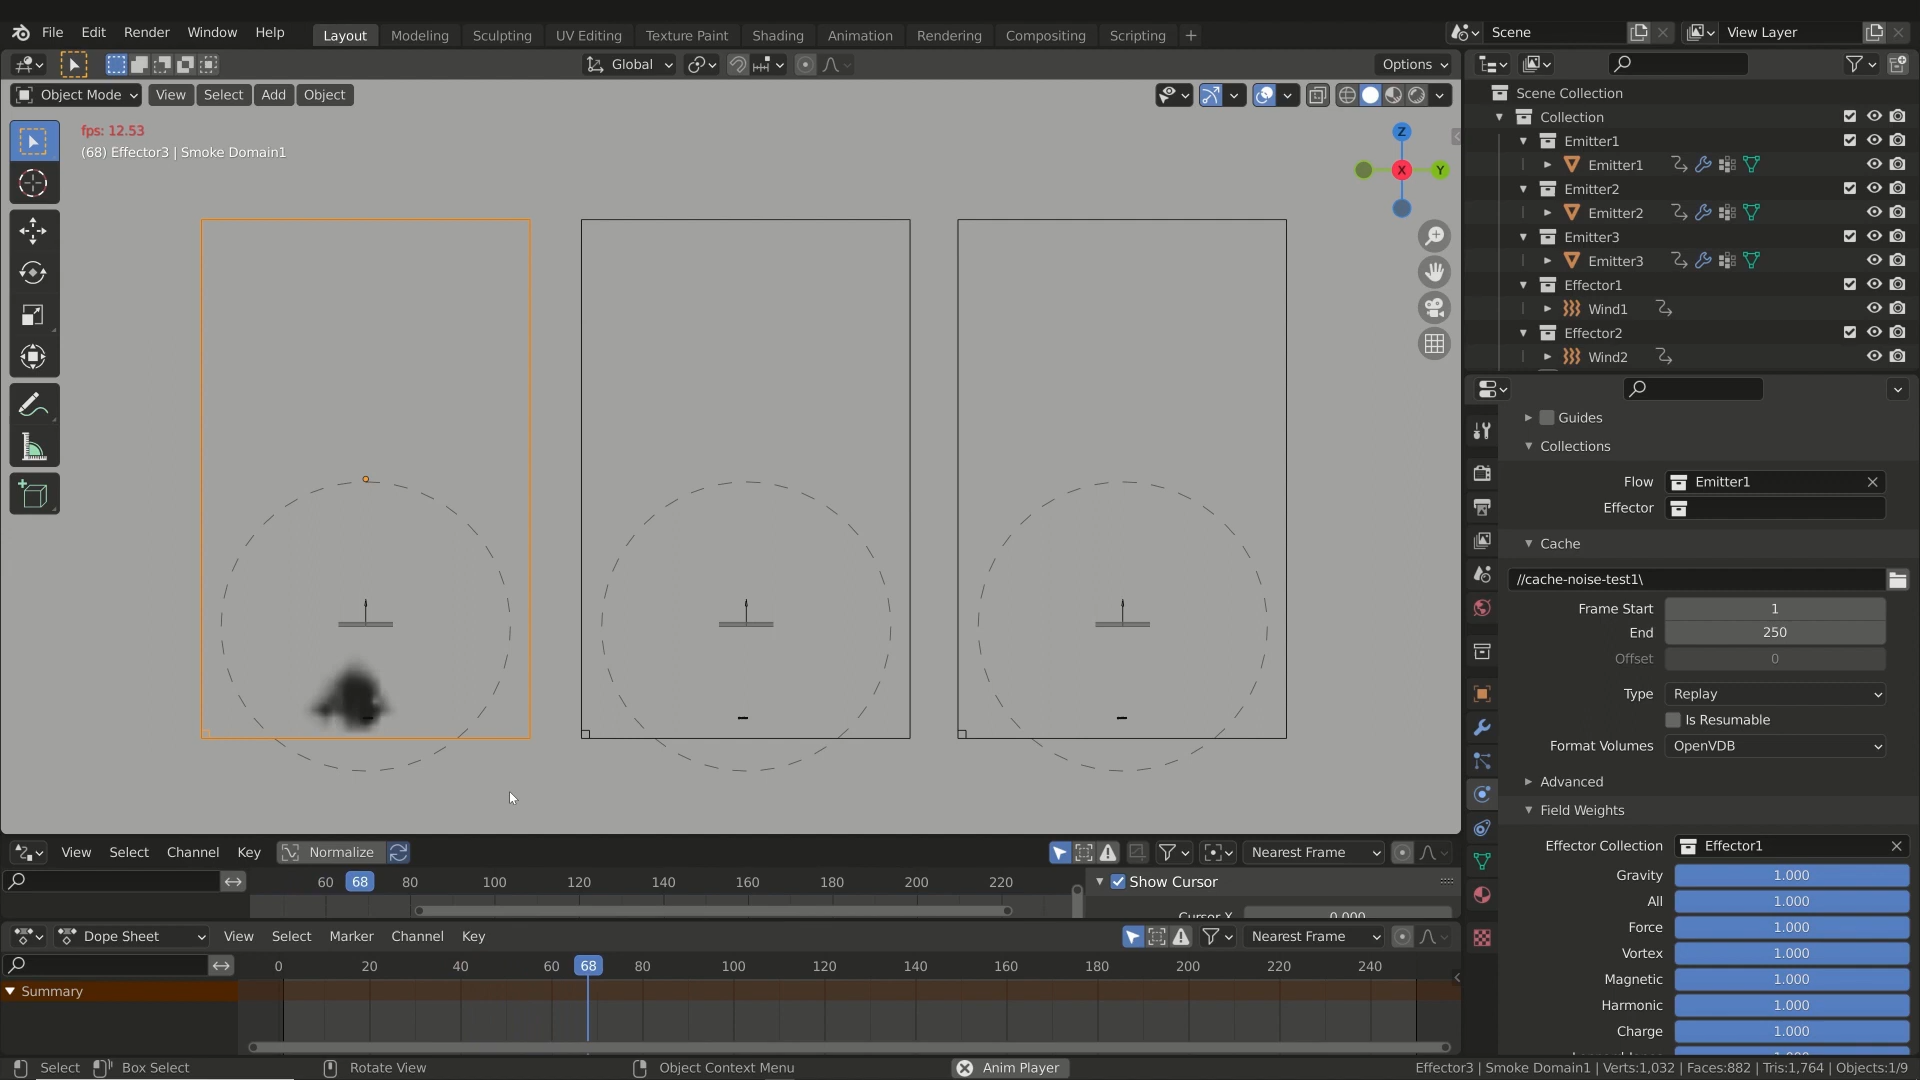 File Edit Render Window Help Layout Modeling Sculpting UV Editing Texture Paint Shading Animation Rendering Compositing Scripting + Scene View Layer
Global Options
Object Mode View Select Add Object
fps: 12.53
(68) Effector3 | Smoke Domain1
Z
X Y
Scene Collection
Collection
Emitter1
Emitter1
Emitter2
Emitter2
Emitter3
Emitter3
Effector1
Wind1
Effector2
Wind2
Guides
Collections
Flow Emitter1
Effector
Cache
//cache-noise-test1\
Frame Start 1
End 250
Offset 0
Type Replay
Is Resumable
Format Volumes OpenVDB
Advanced
Field Weights
Effector Collection Effector1
Gravity 1.000
All 1.000
Force 1.000
Vortex 1.000
Magnetic 1.000
Harmonic 1.000
Charge 1.000
View Select Channel Key Normalize Nearest Frame
60 68 80 100 120 140 160 180 200 220 Show Cursor
Cursor X 0.000
Dope Sheet View Select Marker Channel Key Nearest Frame
0 20 40 60 68 80 100 120 140 160 180 200 220 240
Summary
Select Box Select Rotate View Object Context Menu Anim Player Effector3 | Smoke Domain1 | Verts:1,032 | Faces:882 | Tris:1,764 | Objects:1/9